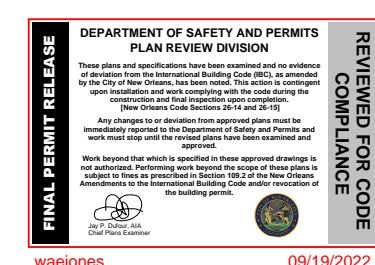 FINAL PERMIT RELEASE
DEPARTMENT OF SAFETY AND PERMITS
PLAN REVIEW DIVISION
These plans and specifications have been examined and no evidence
of deviation from the International Building Code (IBC), as amended
by the City of New Orleans, has been noted. This action is contingent
upon installation and work complying with the code during the
construction and final inspection upon completion.
[New Orleans Code Sections 26-14 and 26-15]
Any changes to or deviation from approved plans must be
immediately reported to the Department of Safety and Permits and
work must stop until the revised plans have been examined and
approved.
Work beyond that which is specified in these approved drawings is
not authorized. Performing work beyond the scope of these plans is
subject to fines as prescribed in Section 109.2 of the New Orleans
Amendments to the International Building Code and/or revocation of
the building permit.
Jay P. Dufour, AIA
Chief Plans Examiner
REVIEWED FOR CODE
COMPLIANCE
waejones
09/19/2022